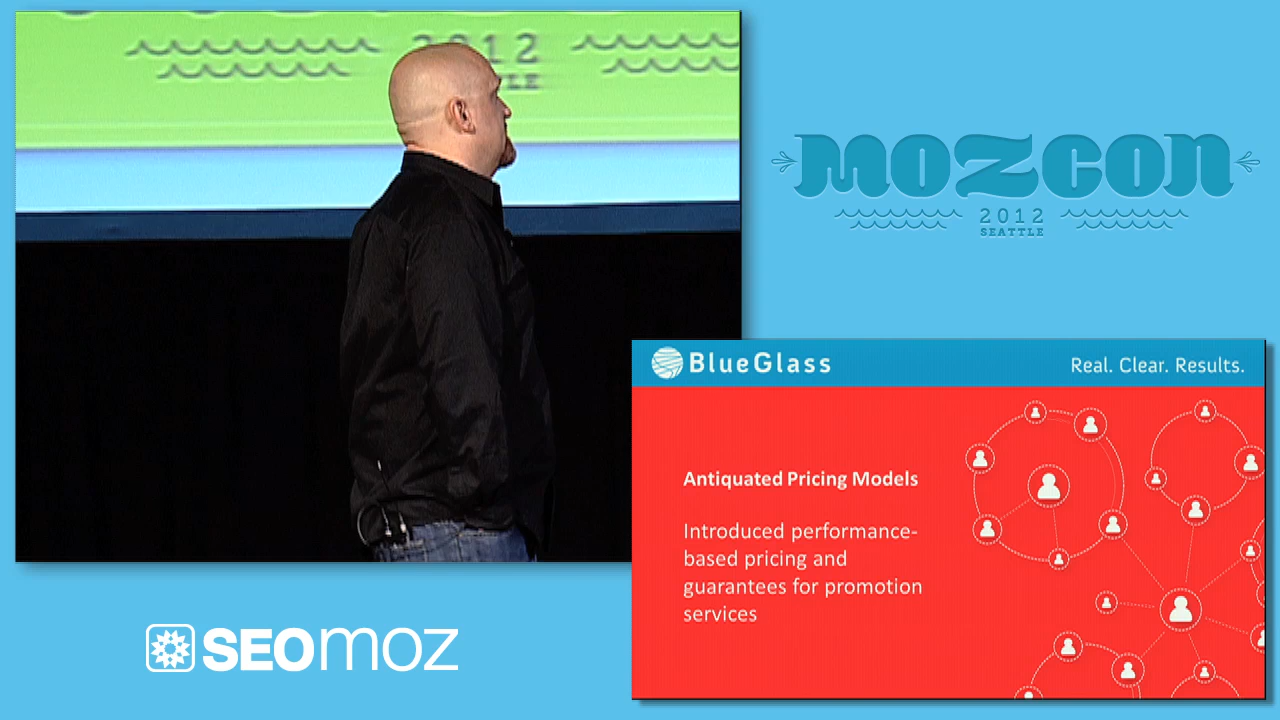 2012
MOZCON
2012
SEATTLE
BlueGlass
Real. Clear. Results.
Antiquated Pricing Models
Introduced performance-
based pricing and
guarantees for promotion
services
SEOmoz